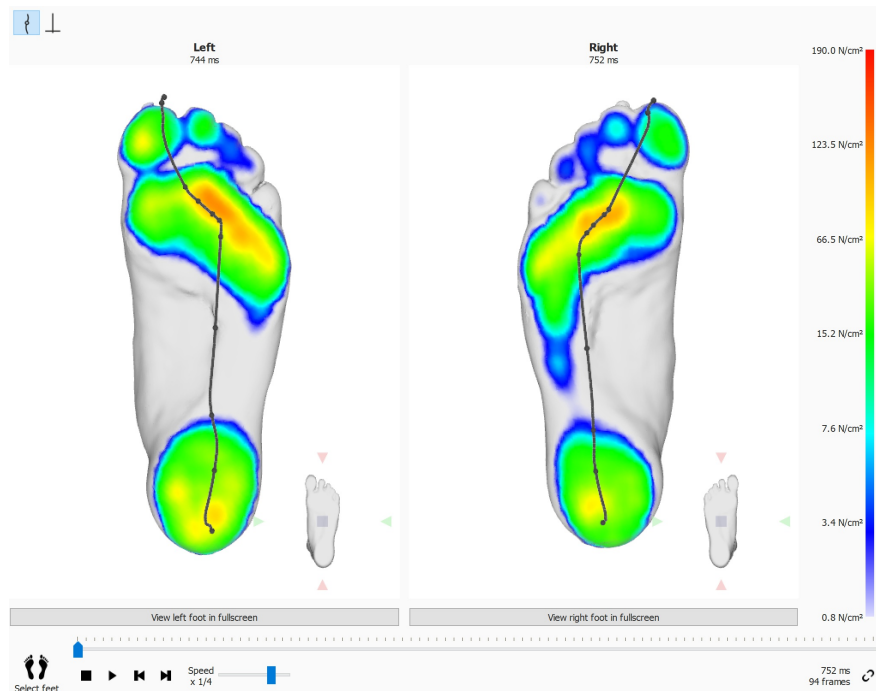 Left
744 ms
Right
752 ms
190.0 N/cm²
123.5 N/cm²
66.5 N/cm²
15.2 N/cm²
7.6 N/cm²
3.4 N/cm²
0.8 N/cm²
View left foot in fullscreen
View right foot in fullscreen
Speed
x 1/4
752 ms
94 frames
Select feet